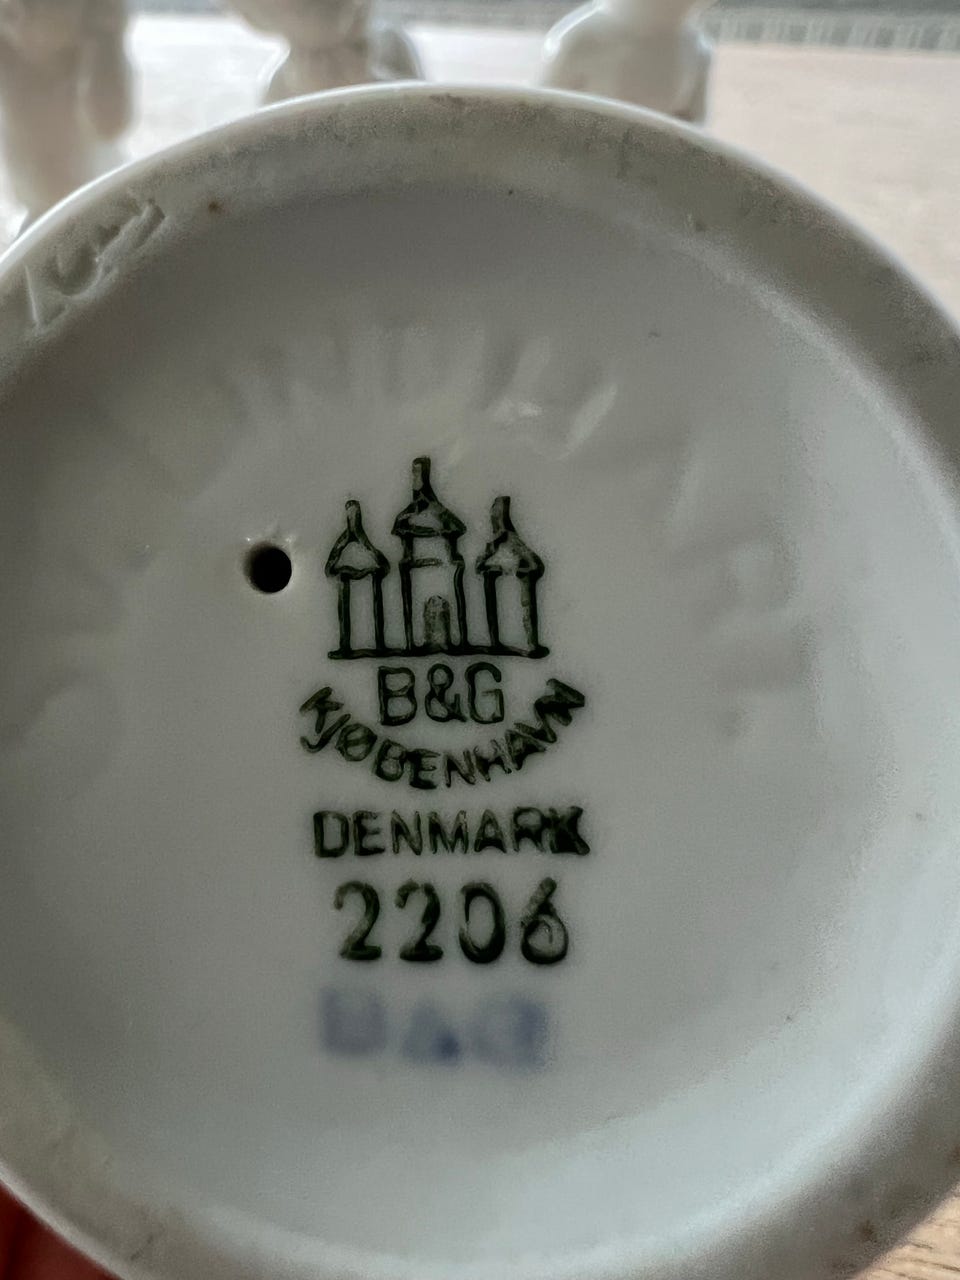 B&G
KJØBENHAVN
DENMARK
2206